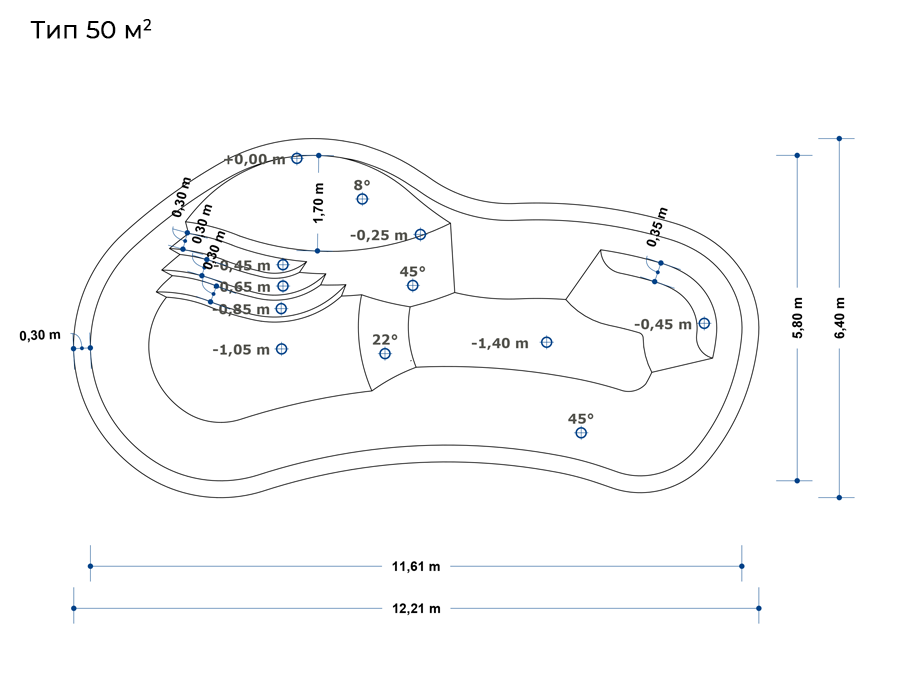 Тип 50 м²
+0,00 m
8°
0,30 m
1,70 m
0,30 m
-0,25 m
0,35 m
0,30 m
-0,45 m
45°
-0,65 m
-0,85 m
-0,45 m
5,80 m
6,40 m
0,30 m
-1,05 m
22°
-1,40 m
45°
11,61 m
12,21 m